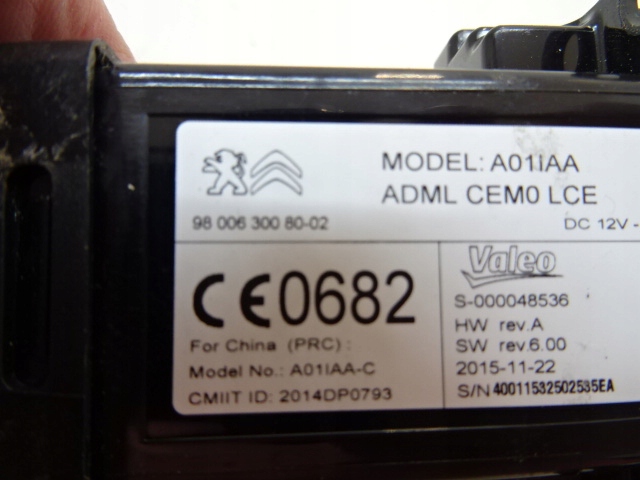 MODEL: A01IAA
ADML CEM0 LCE
98 006 300 80-02
DC 12V -
CE0682
For China (PRC) :
Model No.: A01IAA-C
CMIIT ID: 2014DP0793
Valeo
S-000048536
HW rev.A
SW rev.6.00
2015-11-22
S/N 40011532502535EA